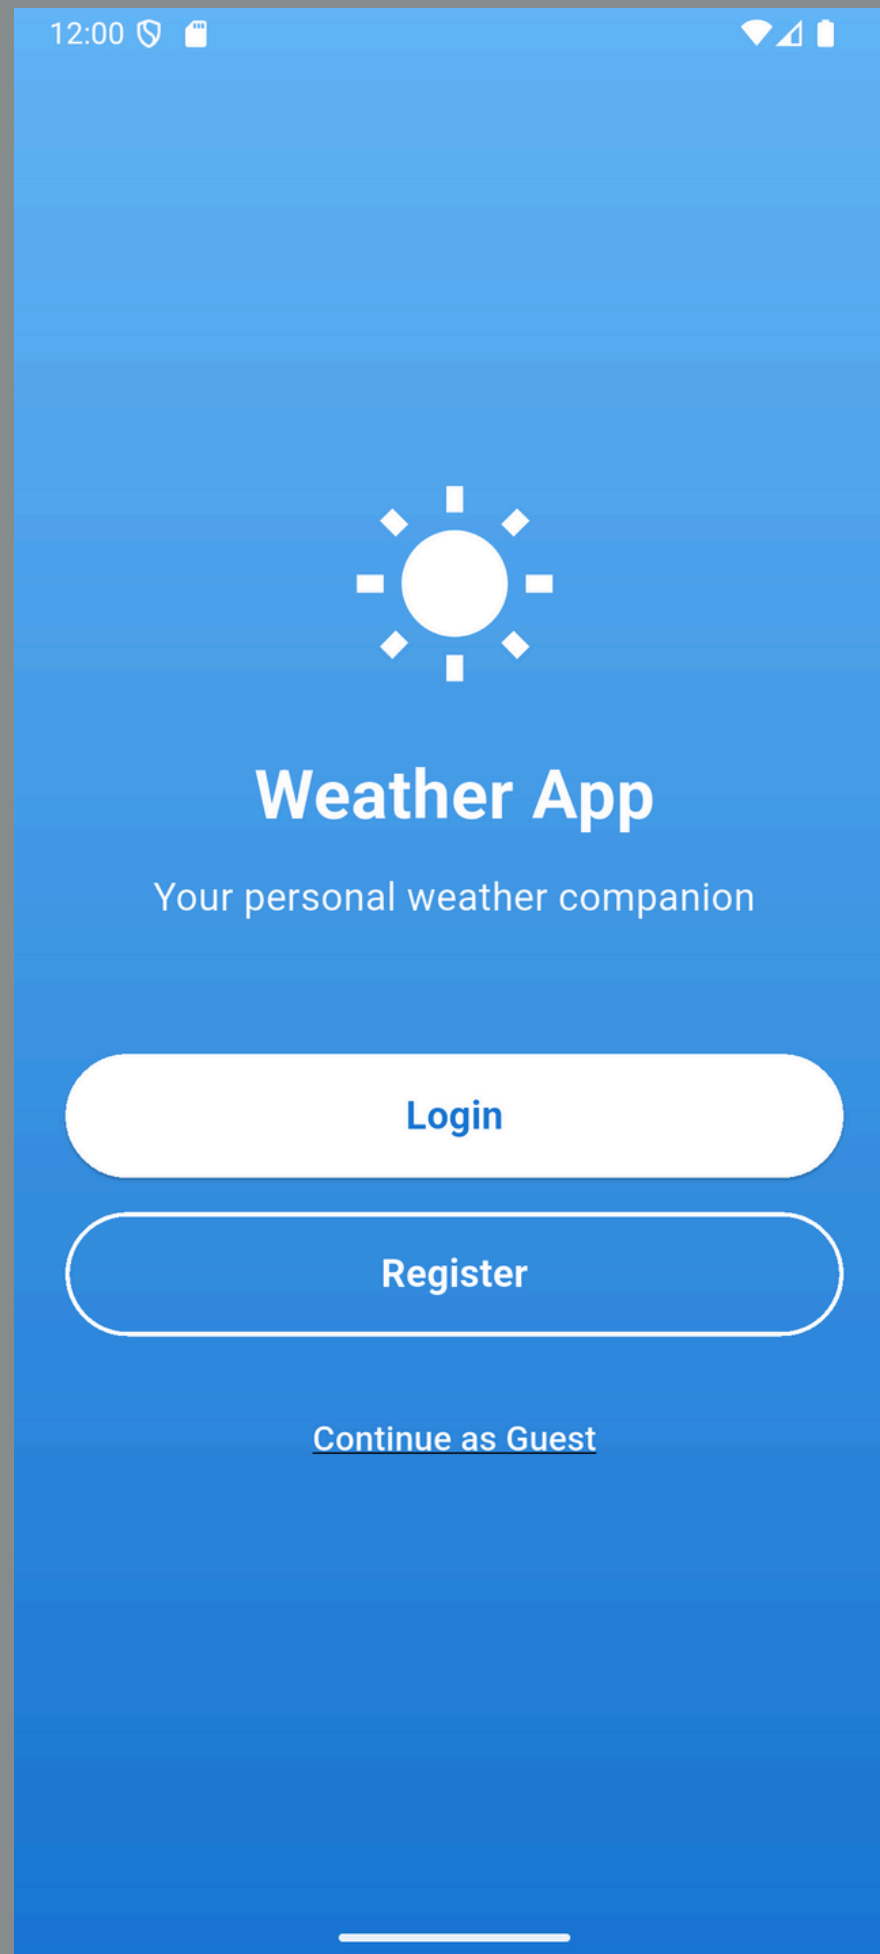 12:00
Weather App
Your personal weather companion
Login
Register
Continue as Guest